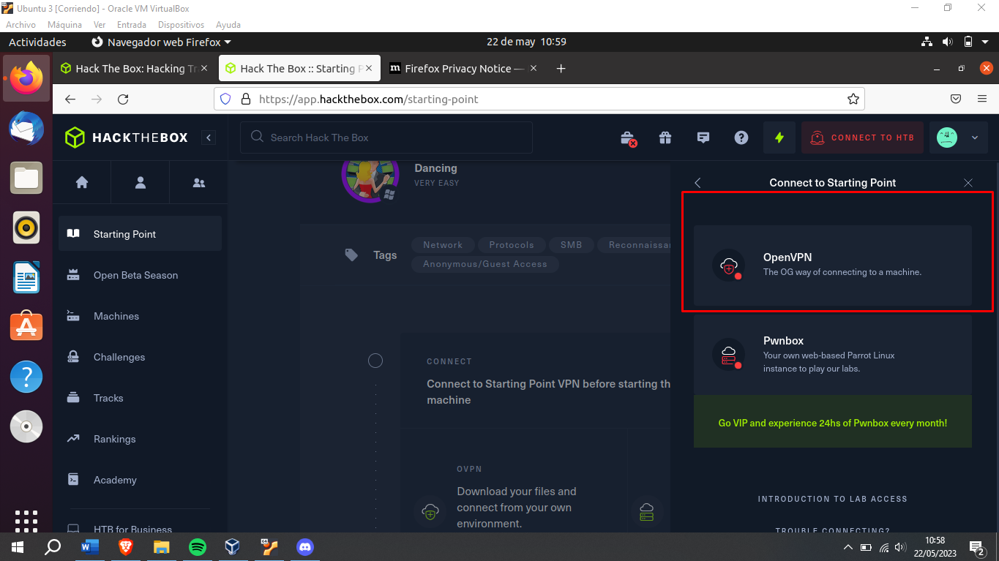 Ubuntu 3 [Corriendo] - Oracle VM VirtualBox
Archivo Máquina Ver Entrada Dispositivos Ayuda
Actividades Navegador web Firefox 22 de may 10:59
Hack The Box: Hacking Tr Hack The Box :: Starting P Firefox Privacy Notice —
https://app.hackthebox.com/starting-point
HACKTHEBOX
Search Hack The Box
CONNECT TO HTB
Dancing
VERY EASY
Connect to Starting Point
Starting Point
Open Beta Season
Machines
Challenges
Tracks
Rankings
Academy
HTB for Business
Tags
Network Protocols SMB Reconnaissan
Anonymous/Guest Access
CONNECT
Connect to Starting Point VPN before starting th
machine
OVPN
Download your files and
connect from your own
environment.
OpenVPN
The OG way of connecting to a machine.
Pwnbox
Your own web-based Parrot Linux
instance to play our labs.
Go VIP and experience 24hs of Pwnbox every month!
INTRODUCTION TO LAB ACCESS
TROUBLE CONNECTING?
10:58
22/05/2023
2